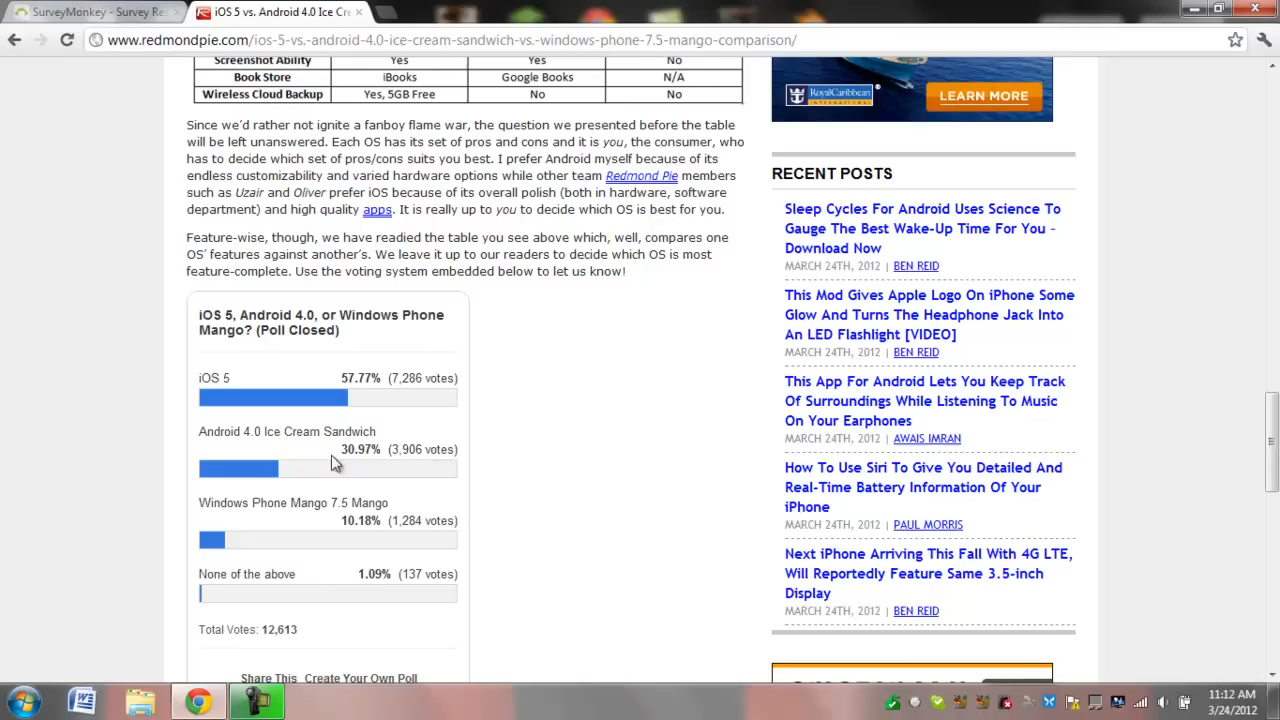 SurveyMonkey - Survey Res
iOS 5 vs. Android 4.0 Ice Cre
www.redmondpie.com/ios-5-vs.-android-4.0-ice-cream-sandwich-vs.-windows-phone-7.5-mango-comparison/
Screenshot Ability Yes Yes No
Book Store iBooks Google Books N/A
Wireless Cloud Backup Yes, 5GB Free No No
Since we'd rather not ignite a fanboy flame war, the question we presented before the table
will be left unanswered. Each OS has its set of pros and cons and it is you, the consumer, who
has to decide which set of pros/cons suits you best. I prefer Android myself because of its
endless customizability and varied hardware options while other team Redmond Pie members
such as Uzair and Oliver prefer iOS because of its overall polish (both in hardware, software
department) and high quality apps. It is really up to you to decide which OS is best for you.
Feature-wise, though, we have readied the table you see above which, well, compares one
OS' features against another's. We leave it up to our readers to decide which OS is most
feature-complete. Use the voting system embedded below to let us know!
iOS 5, Android 4.0, or Windows Phone
Mango? (Poll Closed)
iOS 5 57.77% (7,286 votes)
Android 4.0 Ice Cream Sandwich
30.97% (3,906 votes)
Windows Phone Mango 7.5 Mango
10.18% (1,284 votes)
None of the above 1.09% (137 votes)
Total Votes: 12,613
Share This Create Your Own Poll
RoyalCaribbean
INTERNATIONAL
LEARN MORE
RECENT POSTS
Sleep Cycles For Android Uses Science To
Gauge The Best Wake-Up Time For You –
Download Now
MARCH 24TH, 2012 | BEN REID
This Mod Gives Apple Logo On iPhone Some
Glow And Turns The Headphone Jack Into
An LED Flashlight [VIDEO]
MARCH 24TH, 2012 | BEN REID
This App For Android Lets You Keep Track
Of Surroundings While Listening To Music
On Your Earphones
MARCH 24TH, 2012 | AWAIS IMRAN
How To Use Siri To Give You Detailed And
Real-Time Battery Information Of Your
iPhone
MARCH 24TH, 2012 | PAUL MORRIS
Next iPhone Arriving This Fall With 4G LTE,
Will Reportedly Feature Same 3.5-inch
Display
MARCH 24TH, 2012 | BEN REID
11:12 AM
3/24/2012